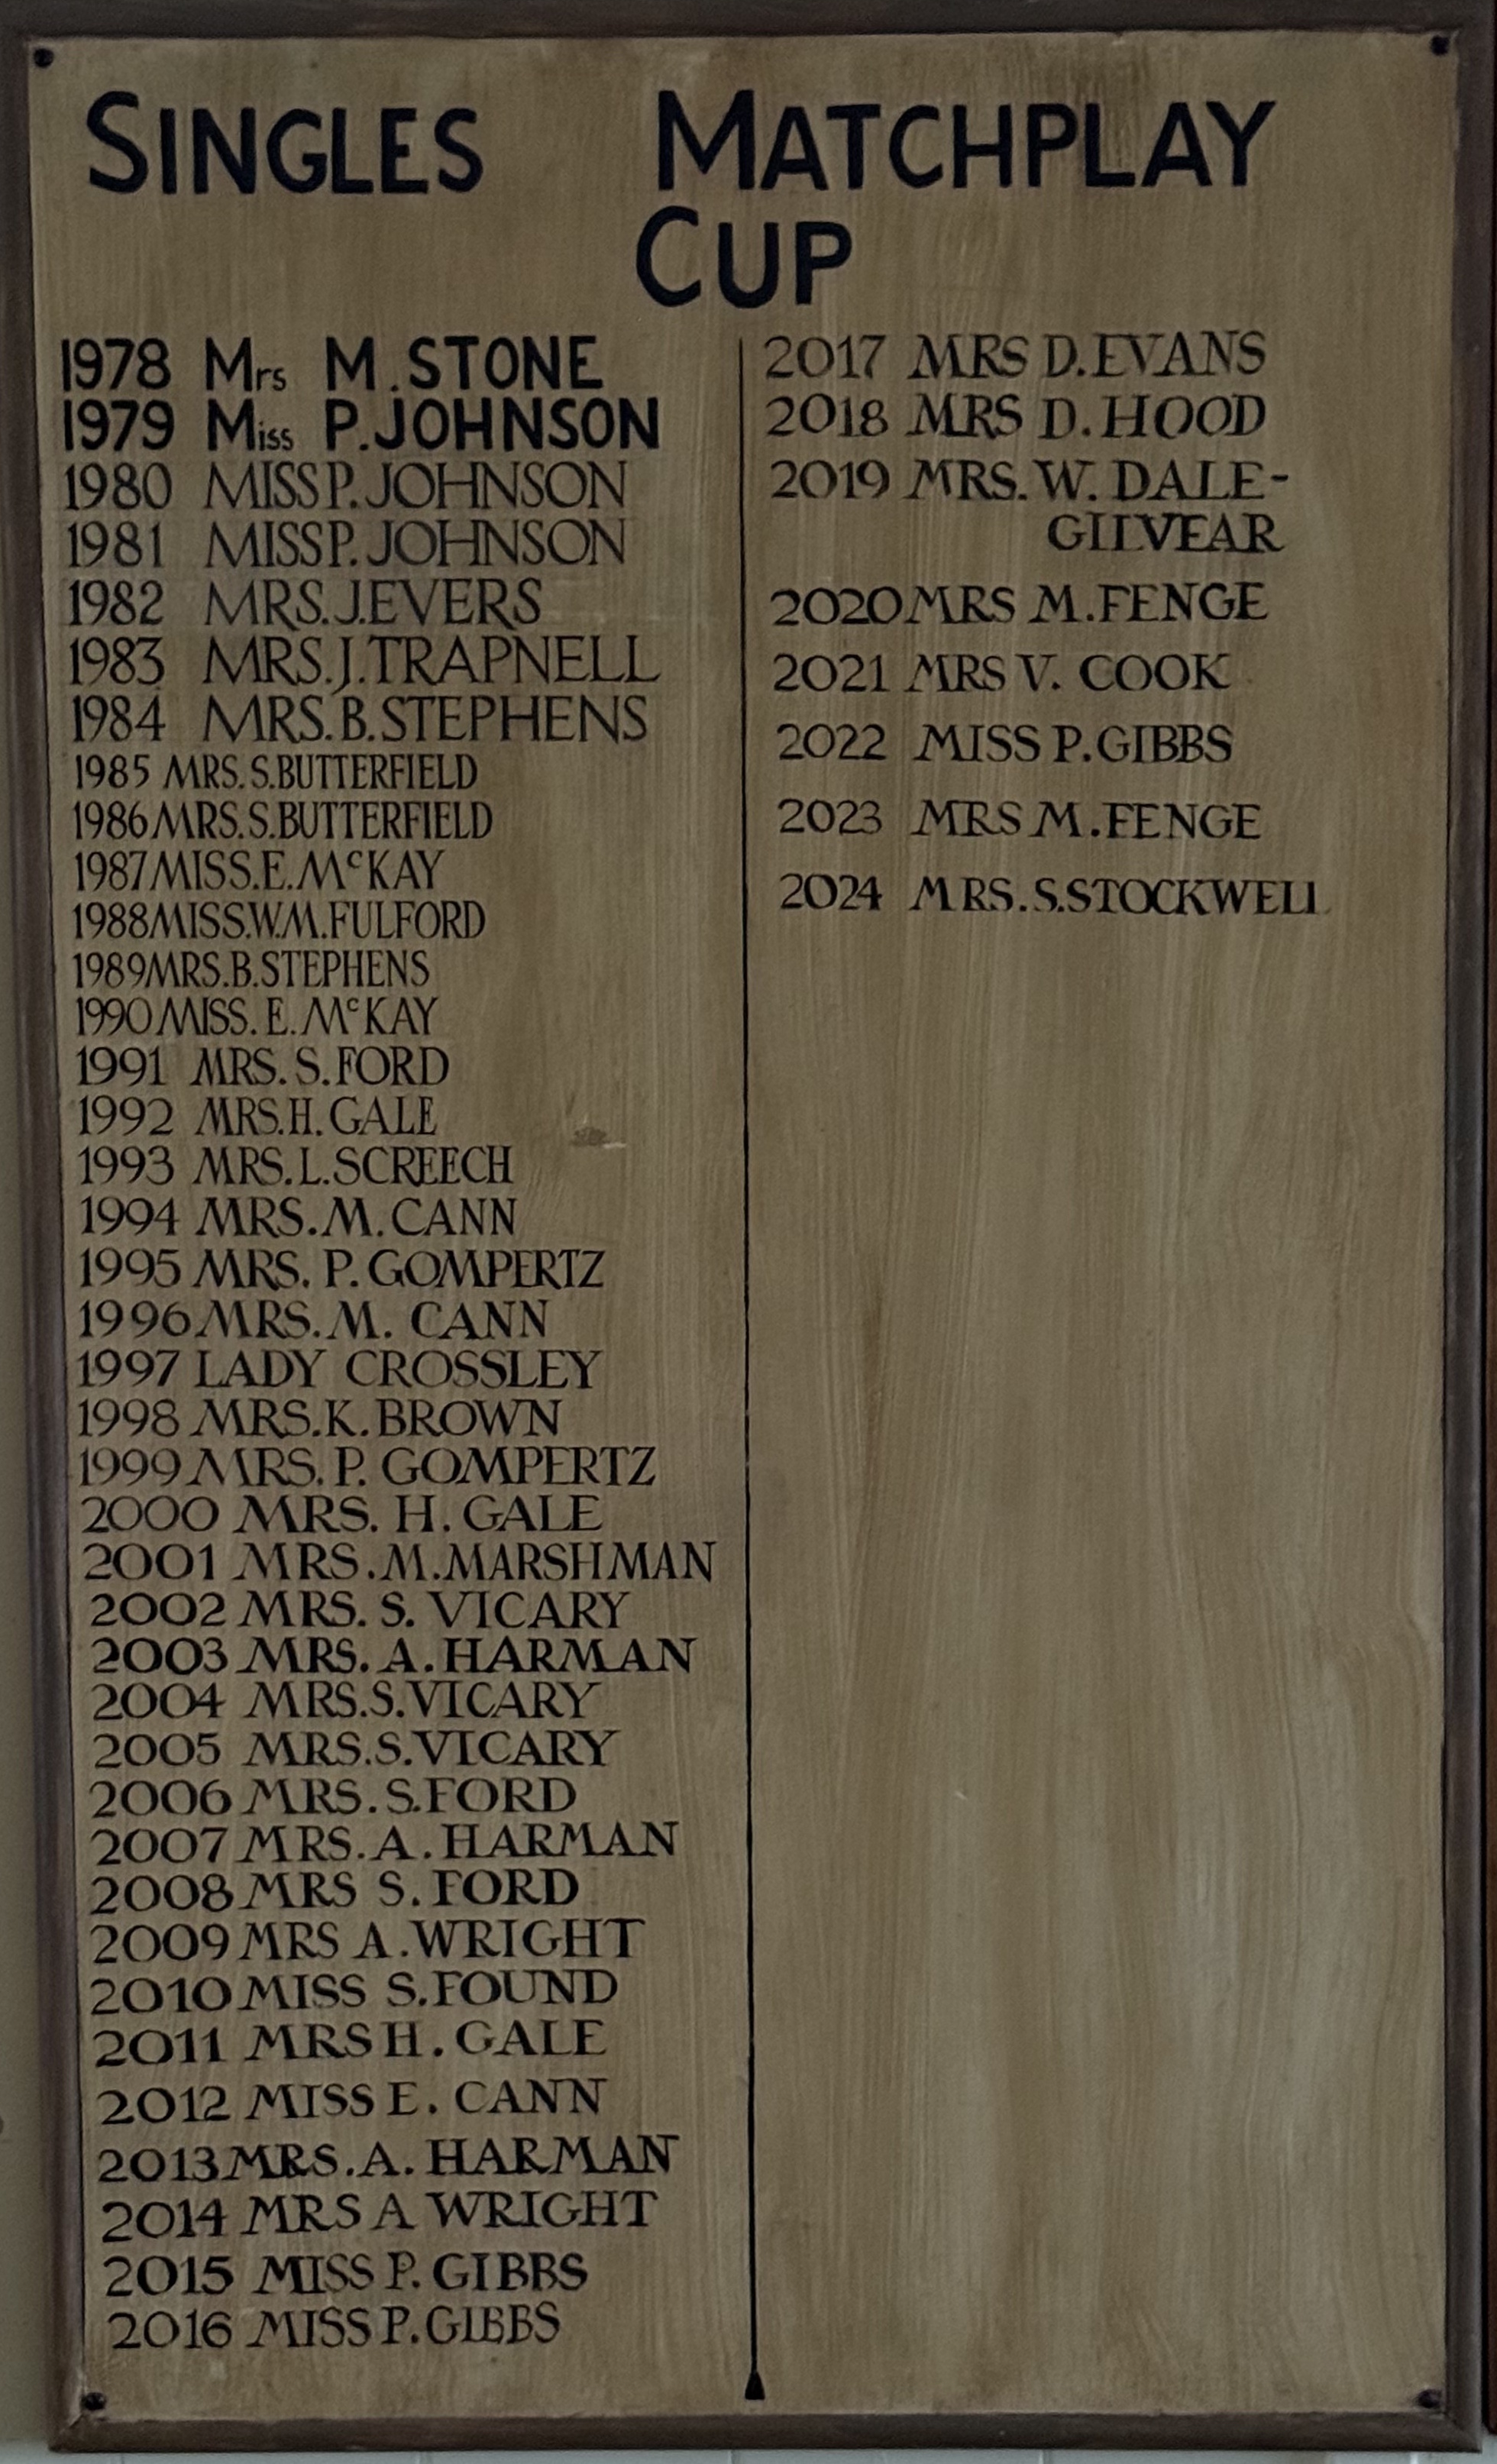 SINGLES MATCHPLAY
CUP
1978 Mrs M.STONE
1979 Miss P.JOHNSON
1980 MISS P. JOHNSON
1981 MISS P. JOHNSON
1982 MRS. J.EVERS
1983 MRS. J. TRAPNELL
1984 MRS. B. STEPHENS
1985 MRS. S.BUTTERFIELD
1986 MRS. S.BUTTERFIELD
1987 MISS. E. McKAY
1988 MISS.W.M.FULFORD
1989 MRS.B.STEPHENS
1990 MISS. E. McKAY
1991 MRS. S. FORD
1992 MRS.H. GALE
1993 MRS. L.SCREECH
1994 MRS. M. CANN
1995 MRS. P. GOMPERTZ
1996 MRS. M. CANN
1997 LADY CROSSLEY
1998 MRS.K.BROWN
1999 MRS. P. GOMPERTZ
2000 MRS. H. GALE
2001 MRS.M.MARSHMAN
2002 MRS. S. VICARY
2003 MRS. A.HARMAN
2004 MRS.S.VICARY
2005 MRS.S.VICARY
2006 MRS. S.FORD
2007 MRS. A. HARMAN
2008 MRS S. FORD
2009 MRS A.WRIGHT
2010 MISS S.FOUND
2011 MRS H. GALE
2012 MISS E. CANN
2013 MRS. A. HARMAN
2014 MRS A WRIGHT
2015 MISS P. GIBBS
2016 MISS P.GIBBS
2017 MRS D.EVANS
2018 MRS D. HOOD
2019 MRS. W. DALE-
GILVEAR
2020 MRS M.FENGE
2021 MRS V. COOK
2022 MISS P.GIBBS
2023 MRS M.FENGE
2024 MRS.S.STOCKWELL